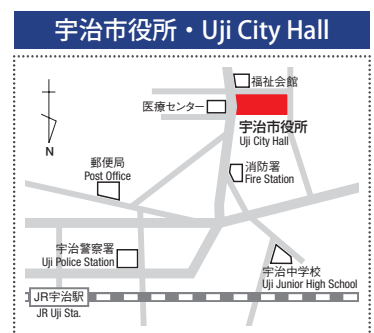 宇治市役所・Uji City Hall
福祉会館
医療センター
宇治市役所
Uji City Hall
N
郵便局
Post Office
消防署
Fire Station
宇治警察署
Uji Police Station
宇治中学校
Uji Junior High School
JR宇治駅
JR Uji Sta.